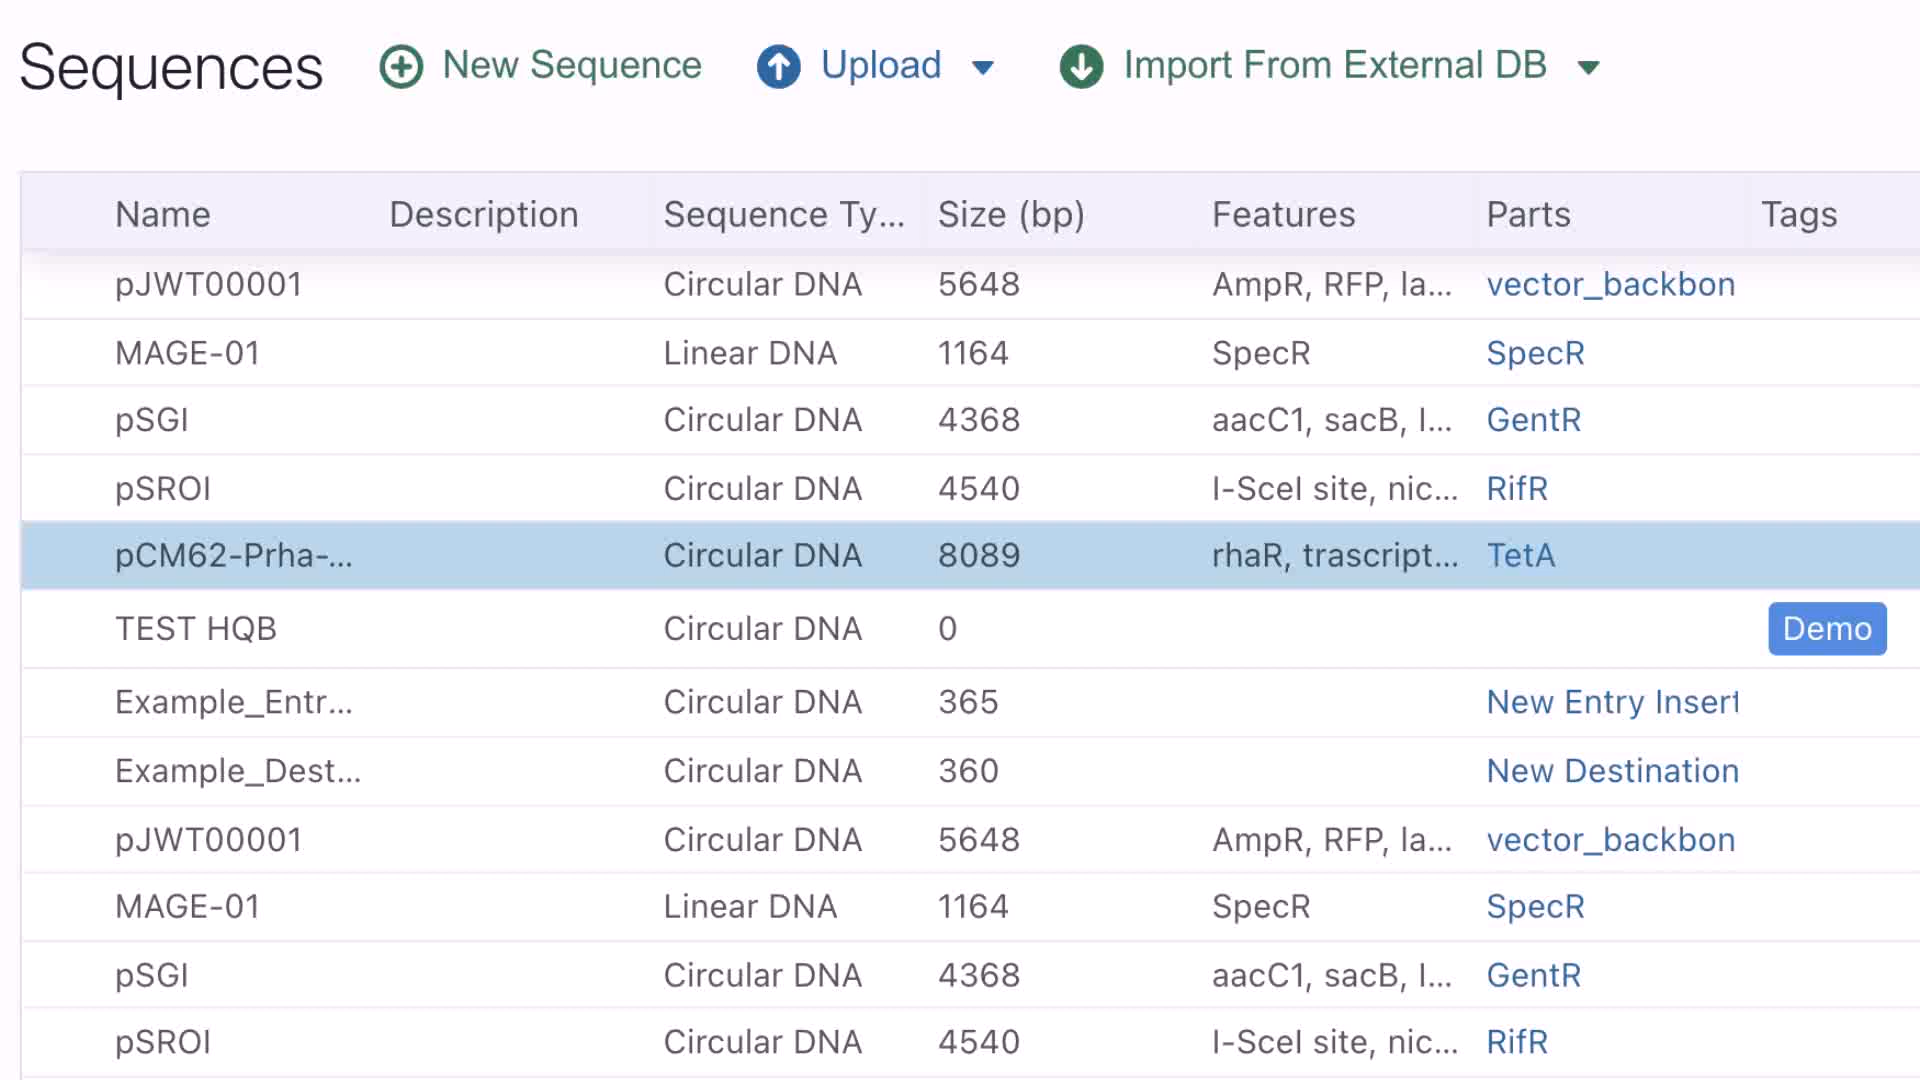 Sequences New Sequence Upload Import From External DB
Name Description Sequence Ty... Size (bp) Features Parts Tags
pJWT00001 Circular DNA 5648 AmpR, RFP, la... vector_backbon
MAGE-01 Linear DNA 1164 SpecR SpecR
pSGI Circular DNA 4368 aacC1, sacB, I... GentR
pSROI Circular DNA 4540 I-SceI site, nic... RifR
pCM62-Prha-... Circular DNA 8089 rhaR, trascript... TetA
TEST HQB Circular DNA 0 Demo
Example_Entr... Circular DNA 365 New Entry Insert
Example_Dest... Circular DNA 360 New Destination
pJWT00001 Circular DNA 5648 AmpR, RFP, la... vector_backbon
MAGE-01 Linear DNA 1164 SpecR SpecR
pSGI Circular DNA 4368 aacC1, sacB, I... GentR
pSROI Circular DNA 4540 I-SceI site, nic... RifR